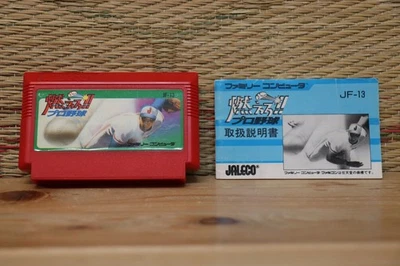 JF-13
燃えろ!!
プロ野球
ファミリーコンピュータ
ファミリー コンピュータ
JF-13
燃えろ!!
プロ野球
取扱説明書
JALECO